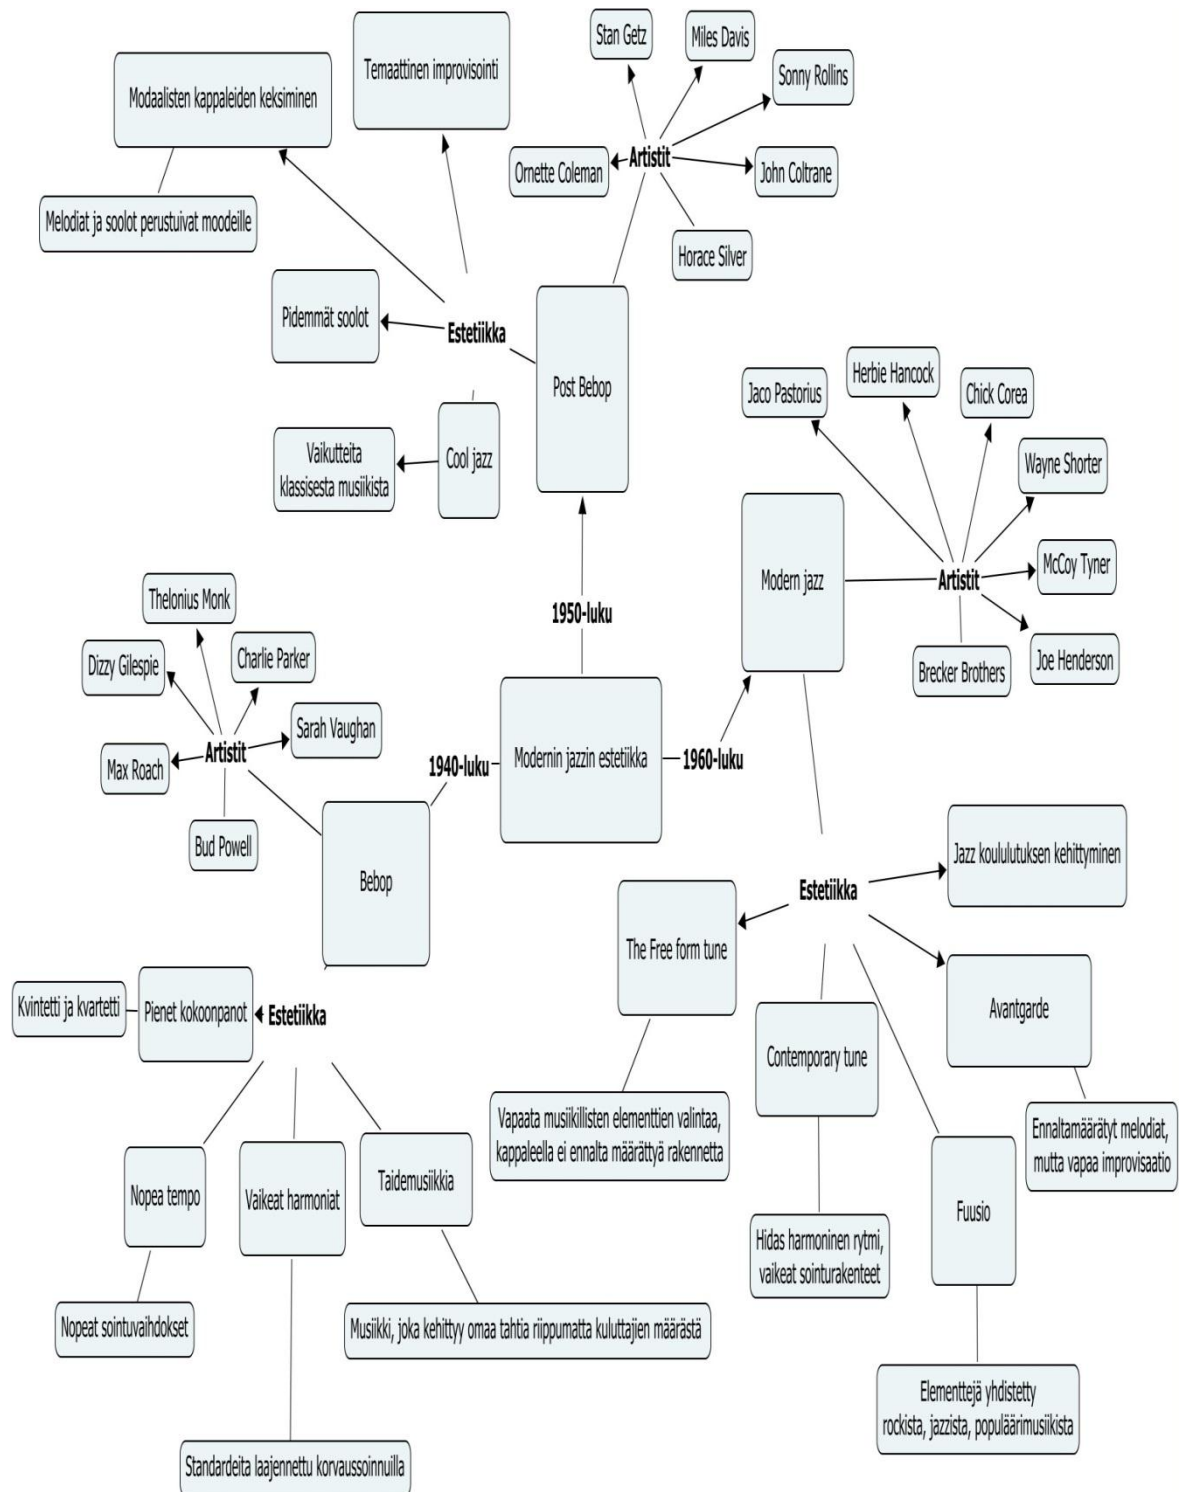 Stan Getz
Miles Davis
Temaattinen improvisointi
Sonny Rollins
Modaalisten kappaleiden keksiminen
Artistit
Ornette Coleman
John Coltrane
Melodiat ja soolot perustuivat moodeille
Horace Silver
Pidemmät soolot
Estetiikka
Post Bebop
Cool jazz
Vaikutteita
klassisesta musiikista
Jaco Pastorius
Herbie Hancock
Chick Corea
Wayne Shorter
Modern jazz
Artistit
McCoy Tyner
Joe Henderson
Brecker Brothers
1950-luku
Thelonius Monk
Dizzy Gilespie
Charlie Parker
Sarah Vaughan
Artistit
Max Roach
Bud Powell
1940-luku
Modernin jazzin estetiikka
1960-luku
Bebop
Estetiikka
Jazz koululutuksen kehittyminen
The Free form tune
Avantgarde
Contemporary tune
Kvintetti ja kvartetti
Pienet kokoonpanot
Estetiikka
Vapaata musiikillisten elementtien valintaa,
kappaleella ei ennalta määrättyä rakennetta
Ennaltamäärätyt melodiat,
mutta vapaa improvisaatio
Nopea tempo
Vaikeat harmoniat
Taidemusiikkia
Fuusio
Hidas harmoninen rytmi,
vaikeat sointurakenteet
Nopeat sointuvaihdokset
Musiikki, joka kehittyy omaa tahtia riippumatta kuluttajien määrästä
Elementtejä yhdistetty
rockista, jazzista, populäärimusiikista
Standardeita laajennettu korvaussoinnuilla